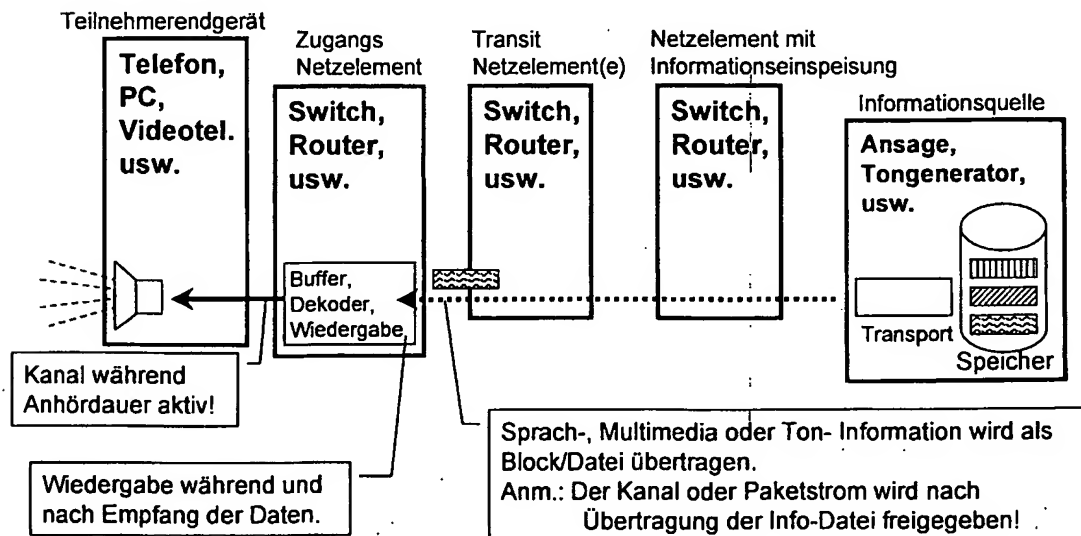 Teilnehmerendgerät
Telefon,
PC,
Videotel.
usw.
Zugangs
Netzelement
Switch,
Router,
usw.
Buffer,
Dekoder,
Wiedergabe
Transit
Netzelement(e)
Switch,
Router,
usw.
Netzelement mit
Informationseinspeisung
Switch,
Router,
usw.
Informationsquelle
Ansage,
Tongenerator,
usw.
Transport
Speicher
Kanal während
Anhördauer aktiv!
Wiedergabe während und
nach Empfang der Daten.
Sprach-, Multimedia oder Ton- Information wird als
Block/Datei übertragen.
Anm.: Der Kanal oder Paketstrom wird nach
Übertragung der Info-Datei freigegeben!